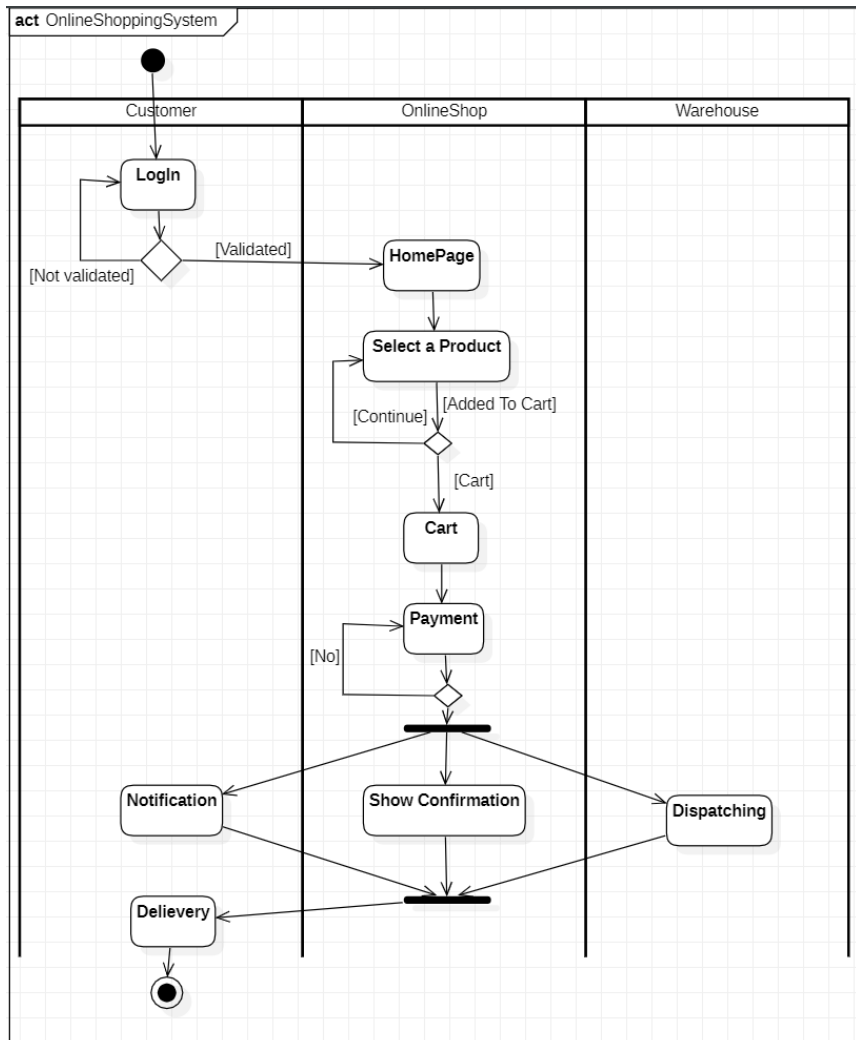 act OnlineShoppingSystem
Customer
OnlineShop
Warehouse
LogIn
[Validated]
HomePage
[Not validated]
Select a Product
[Added To Cart]
[Continue]
[Cart]
Cart
Payment
[No]
Notification
Show Confirmation
Dispatching
Delievery